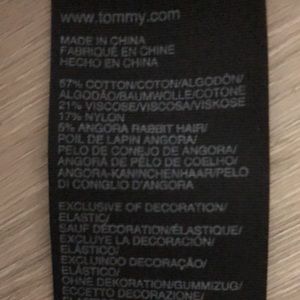 www.tommy.com
MADE IN CHINA
FABRIQUÉ EN CHINE
HECHO EN CHINA
57% COTTON/COTON/ALGODÓN/
ALGODÃO/BAUMWOLLE/COTONE
21% VISCOSE/VISCOSA/VISKOSE
17% NYLON
5% ANGORA RABBIT HAIR/
POIL DE LAPIN ANGORA/
PELO DE CONEJO DE ANGORA/
ANGORÁ DE PÊLO DE COELHO/
ANGORA-KANINCHENHAAR/PELO
DI CONIGLIO D'ANGORA
EXCLUSIVE OF DECORATION/
ELASTIC/
SAUF DÉCORATION/ÉLASTIQUE/
EXCLUYE LA DECORACIÓN/
ELÁSTICO/
EXCLUINDO DECORAÇÃO/
ELÁSTICO/
OHNE DEKORATION/GUMMIZUG/
ECCETTO DECORAZIONE/